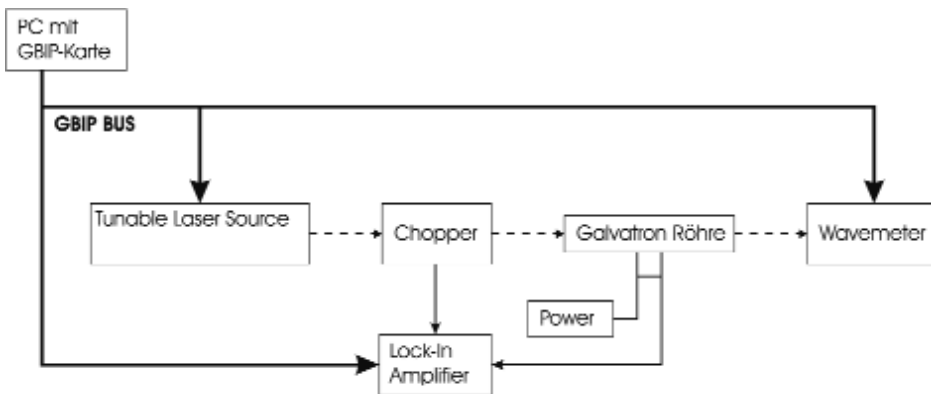 PC mit
GBIP-Karte
GBIP BUS
Tunable Laser Source
Chopper
Galvatron Röhre
Wavemeter
Power
Lock-In
Amplifier